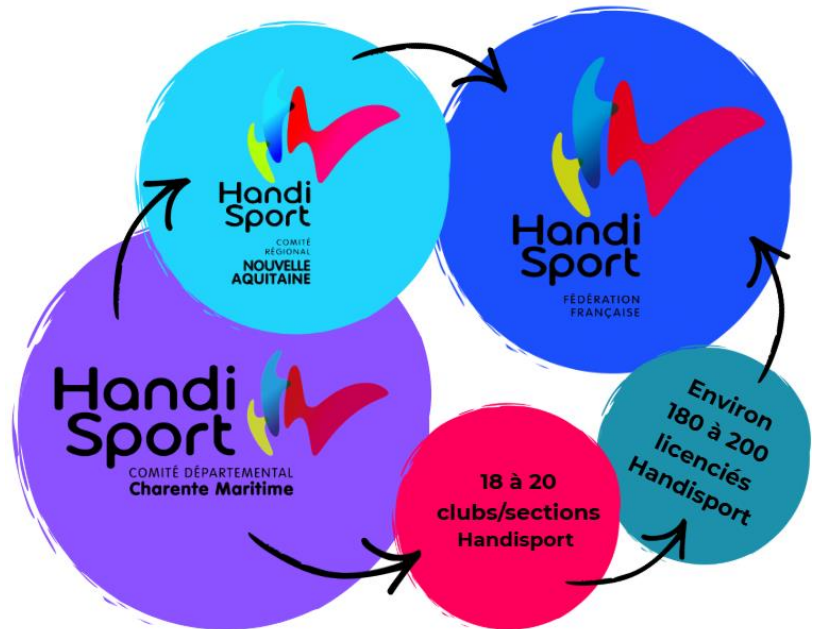 Handi
Sport
COMITÉ
RÉGIONAL
NOUVELLE
AQUITAINE
Handi
Sport
FÉDÉRATION
FRANÇAISE
Handi
Sport
COMITÉ DÉPARTEMENTAL
Charente Maritime
18 à 20
clubs/sections
Handisport
Environ
180 à 200
licenciés
Handisport